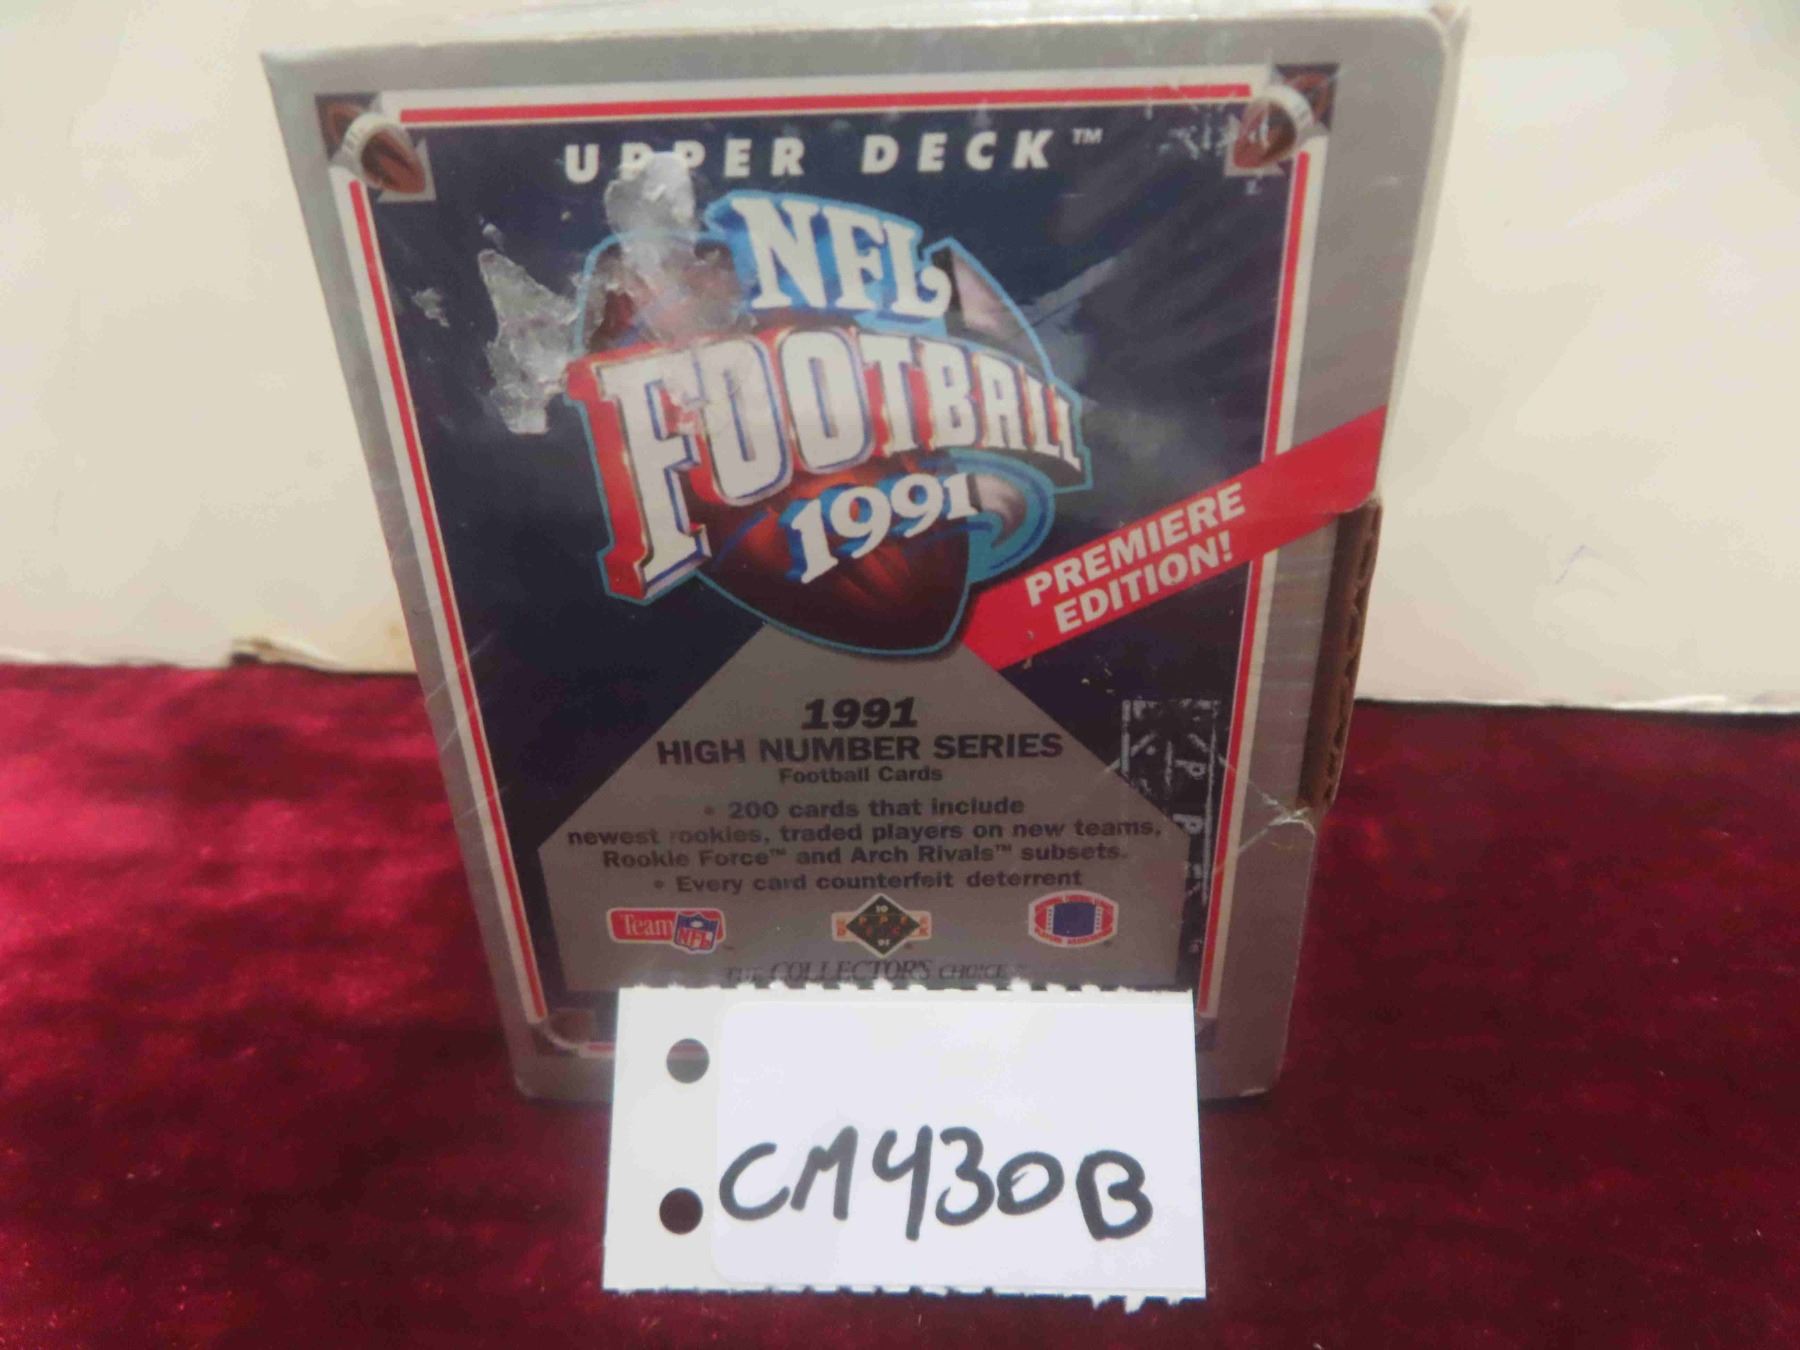 UPPER DECK™
NFL
FOOTBALL
1991
PREMIERE
EDITION!
1991
HIGH NUMBER SERIES
Football Cards
• 200 cards that include
newest rookies, traded players on new teams,
Rookie Force™ and Arch Rivals™ subsets.
• Every card counterfeit deterrent
Team NFL
THE COLLECTOR'S CHOICE
CM430B